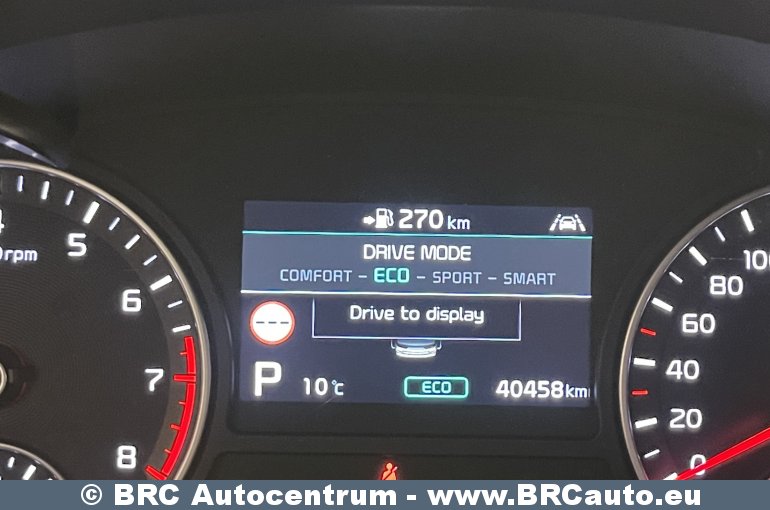 270 km
DRIVE MODE
COMFORT - ECO - SPORT - SMART
Drive to display
---
P 10℃ ECO 40458km
5
6
7
8
rpm
100
80
60
40
20
0
© BRC Autocentrum - www.BRCauto.eu